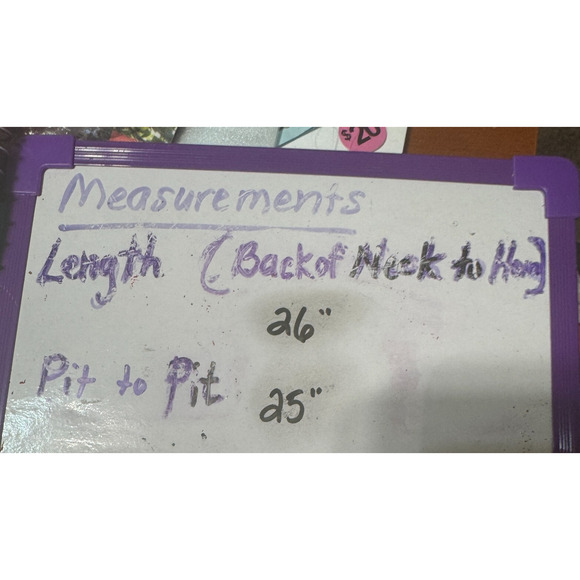 Measurements
Length (Back of Neck to Hem)
26"
Pit to Pit 25"